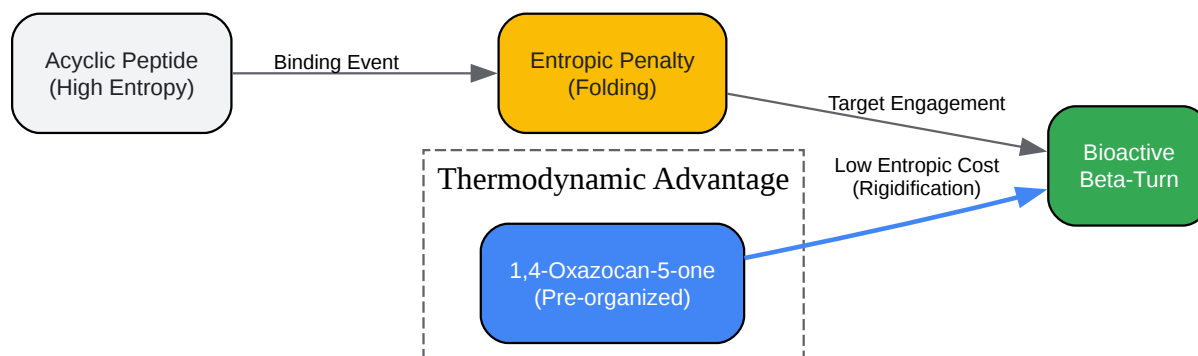 Acyclic Peptide
(High Entropy)
Binding Event
Entropic Penalty
(Folding)
Target Engagement
Bioactive
Beta-Turn
Low Entropic Cost
(Rigidification)
Thermodynamic Advantage
1,4-Oxazocan-5-one
(Pre-organized)